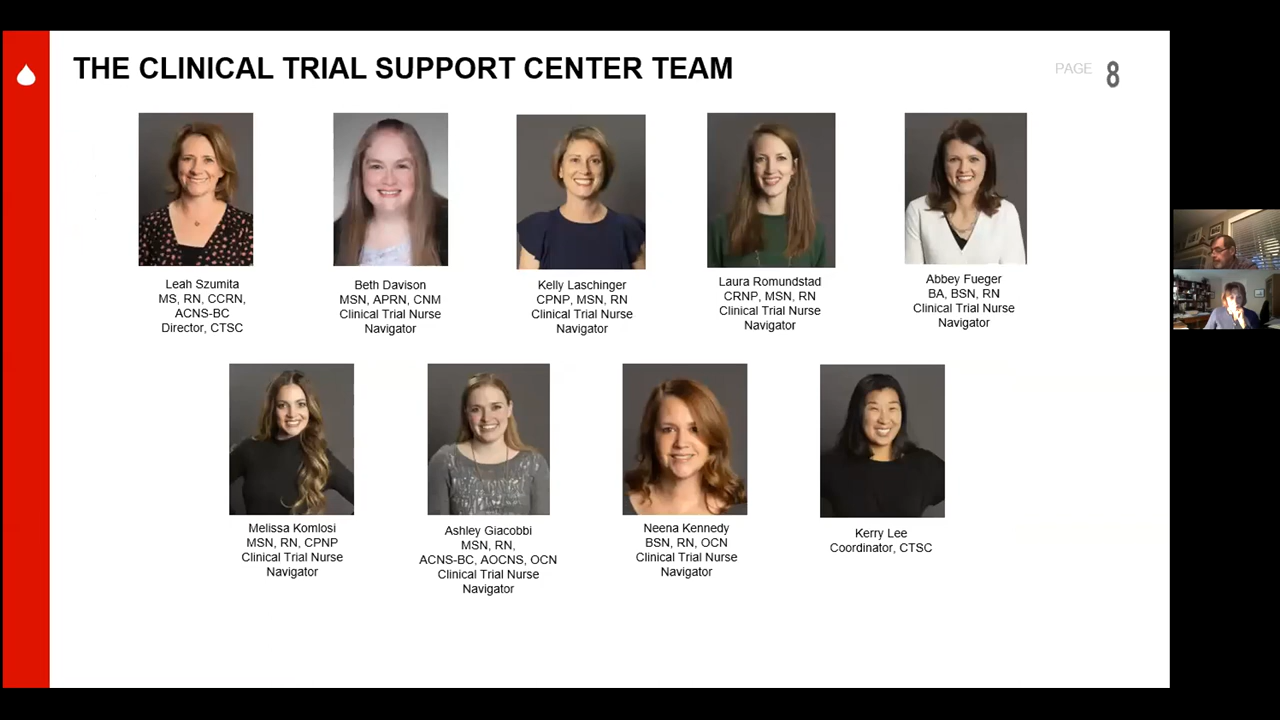 THE CLINICAL TRIAL SUPPORT CENTER TEAM
PAGE 8
Leah Szumita
MS, RN, CCRN,
ACNS-BC
Director, CTSC
Beth Davison
MSN, APRN, CNM
Clinical Trial Nurse
Navigator
Kelly Laschinger
CPNP, MSN, RN
Clinical Trial Nurse
Navigator
Laura Romundstad
CRNP, MSN, RN
Clinical Trial Nurse
Navigator
Abbey Fueger
BA, BSN, RN
Clinical Trial Nurse
Navigator
Melissa Komlosi
MSN, RN, CPNP
Clinical Trial Nurse
Navigator
Ashley Giacobbi
MSN, RN,
ACNS-BC, AOCNS, OCN
Clinical Trial Nurse
Navigator
Neena Kennedy
BSN, RN, OCN
Clinical Trial Nurse
Navigator
Kerry Lee
Coordinator, CTSC